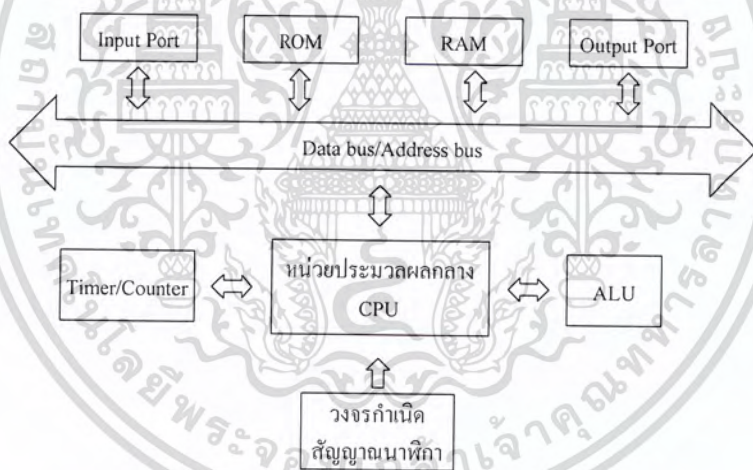 Input Port
ROM
RAM
Output Port
Data bus/Address bus
Timer/Counter
หน่วยประมวลผลกลาง
CPU
ALU
วงจรกำเนิด
สัญญาณนาฬิกา